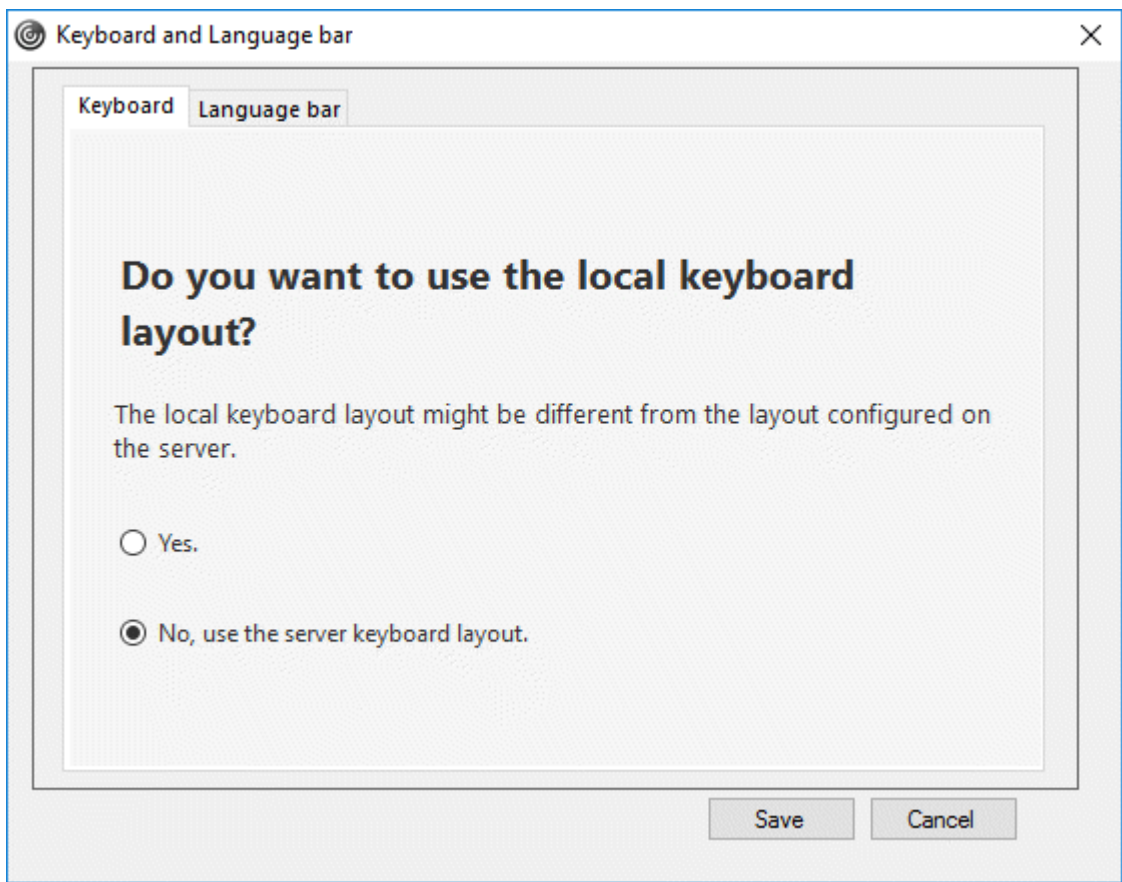 Keyboard and Language bar
Keyboard
Language bar
Do you want to use the local keyboard
layout?
The local keyboard layout might be different from the layout configured on
the server.
Yes.
No, use the server keyboard layout.
Save
Cancel